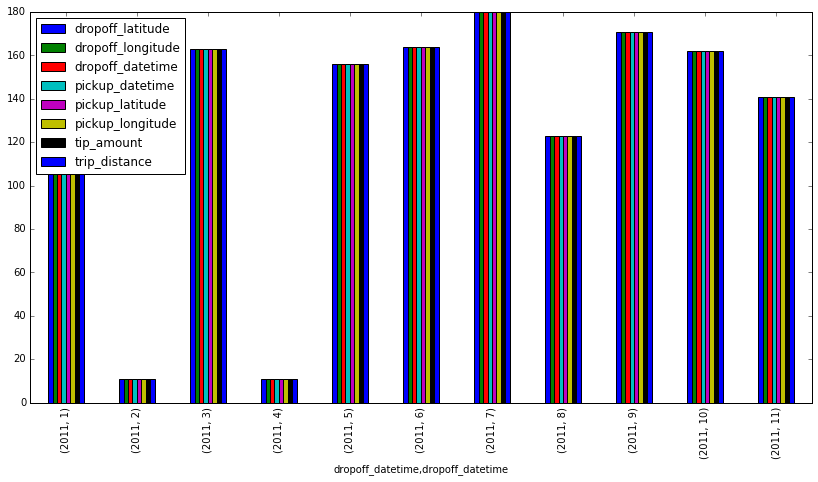 180
160
140
120
100
80
60
40
20
0
dropoff_latitude
dropoff_longitude
dropoff_datetime
pickup_datetime
pickup_latitude
pickup_longitude
tip_amount
trip_distance
(2011, 1)
(2011, 2)
(2011, 3)
(2011, 4)
(2011, 5)
(2011, 6)
(2011, 7)
(2011, 8)
(2011, 9)
(2011, 10)
(2011, 11)
dropoff_datetime,dropoff_datetime